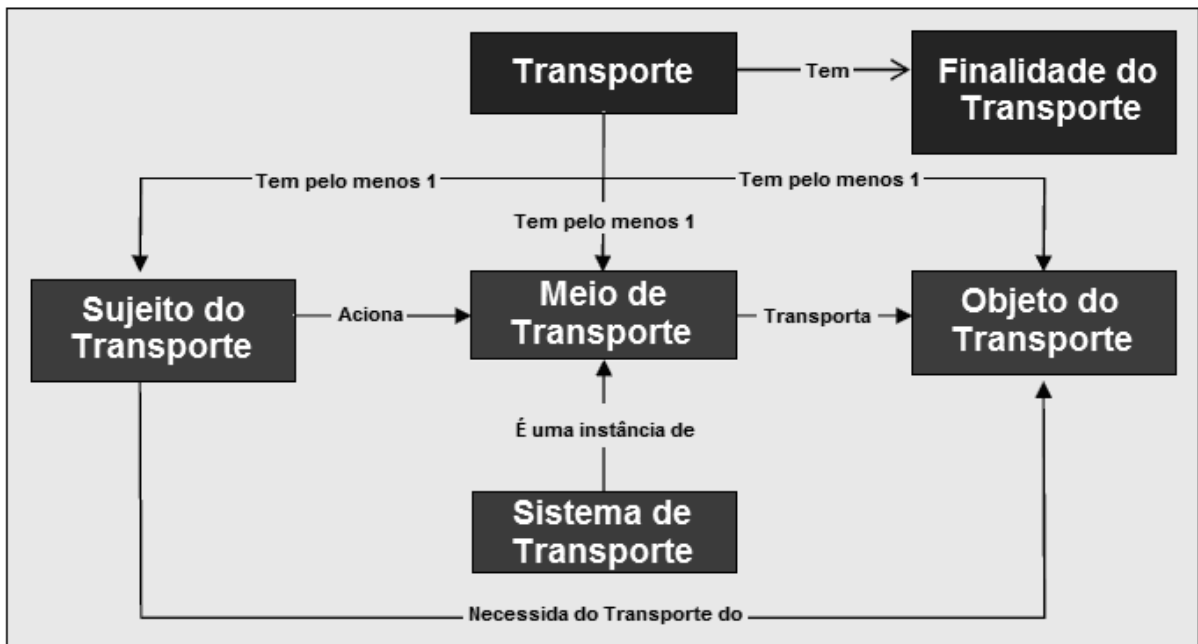 Transporte
Tem
Finalidade do
Transporte
Tem pelo menos 1
Tem pelo menos 1
Tem pelo menos 1
Sujeito do
Transporte
Aciona
Meio de
Transporte
Transporta
Objeto do
Transporte
É uma instância de
Sistema de
Transporte
Necessida do Transporte do